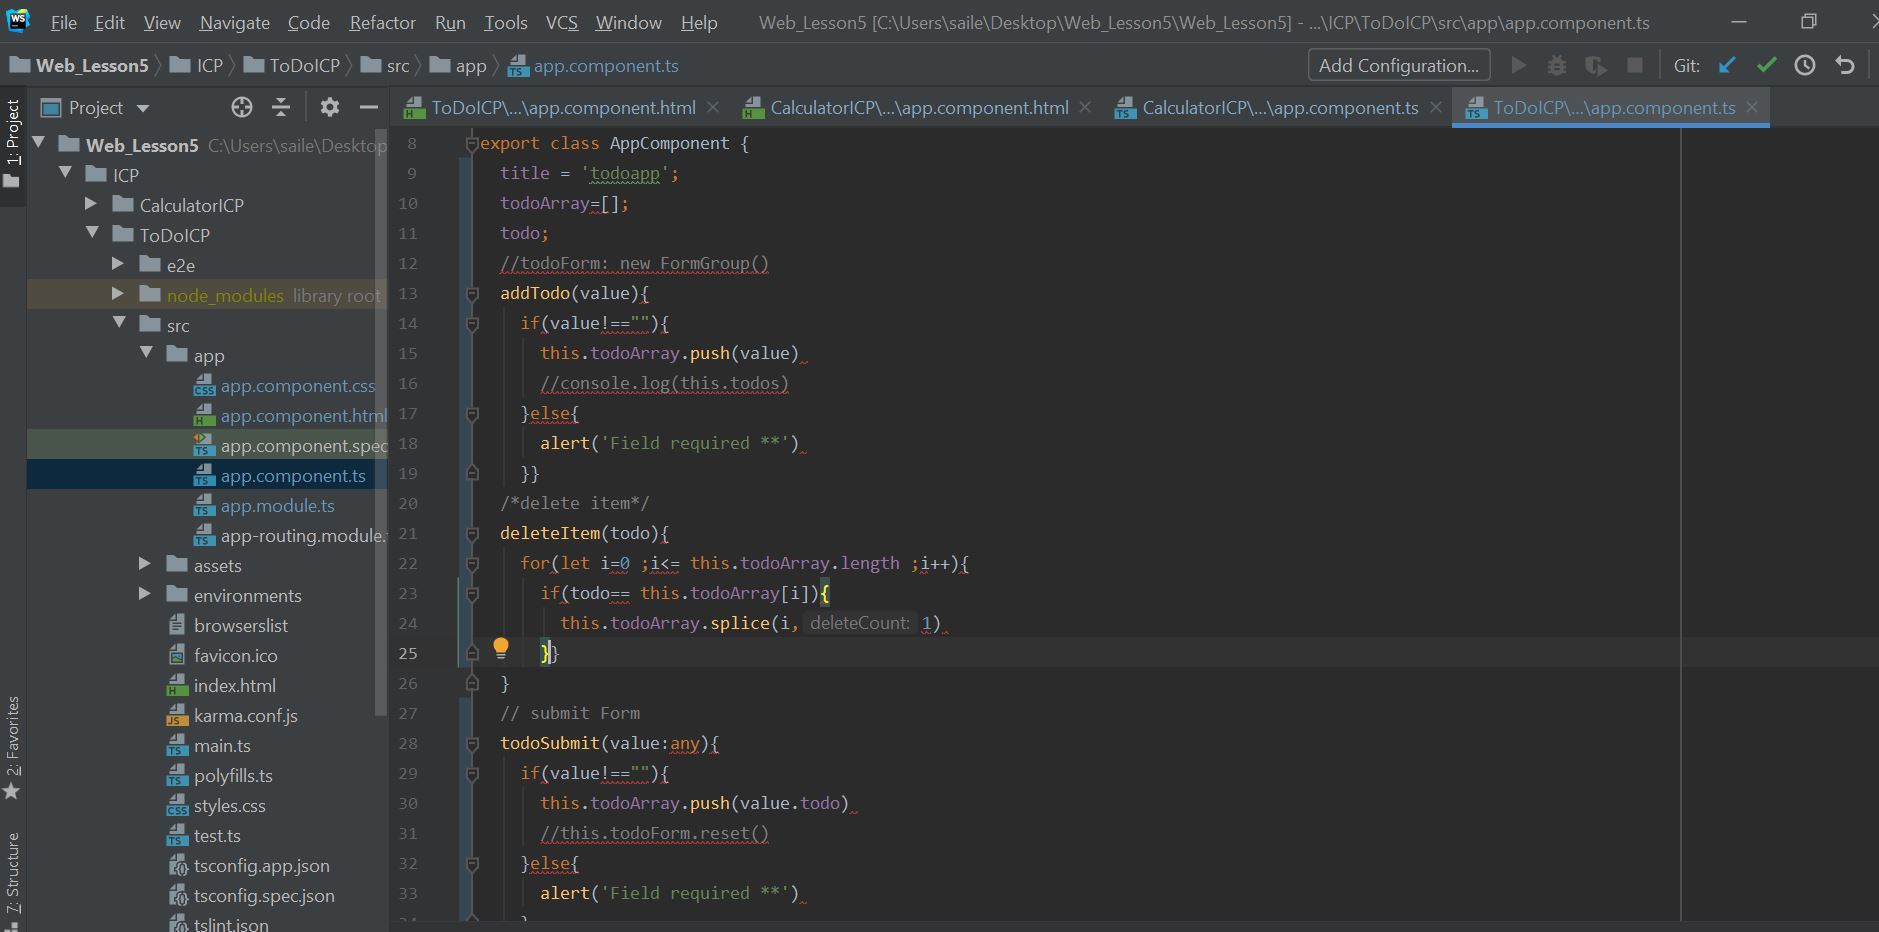 WS File Edit View Navigate Code Refactor Run Tools VCS Window Help Web_Lesson5 [C:\Users\saile\Desktop\Web_Lesson5\Web_Lesson5] - ...\ICP\ToDoICP\src\app\app.component.ts
Web_Lesson5 ICP ToDoICP src app app.component.ts Add Configuration... Git:
1: Project
2: Favorites
7: Structure
Project
Web_Lesson5 C:\Users\saile\Desktop
ICP
CalculatorICP
ToDoICP
e2e
node_modules library root
src
app
app.component.css
app.component.html
app.component.spec
app.component.ts
app.module.ts
app-routing.module.
assets
environments
browserslist
favicon.ico
index.html
karma.conf.js
main.ts
polyfills.ts
styles.css
test.ts
tsconfig.app.json
tsconfig.spec.json
tslint.json
ToDoICP\...\app.component.html CalculatorICP\...\app.component.html CalculatorICP\...\app.component.ts ToDoICP\...\app.component.ts
8 export class AppComponent {
9 title = 'todoapp';
10 todoArray=[];
11 todo;
12 //todoForm: new FormGroup()
13 addTodo(value){
14 if(value!==""){
15 this.todoArray.push(value)
16 //console.log(this.todos)
17 }else{
18 alert('Field required **')
19 }}
20 /*delete item*/
21 deleteItem(todo){
22 for(let i=0 ;i<= this.todoArray.length ;i++){
23 if(todo== this.todoArray[i]){
24 this.todoArray.splice(i, deleteCount: 1)
25 }}
26 }
27 // submit Form
28 todoSubmit(value:any){
29 if(value!==""){
30 this.todoArray.push(value.todo)
31 //this.todoForm.reset()
32 }else{
33 alert('Field required **')